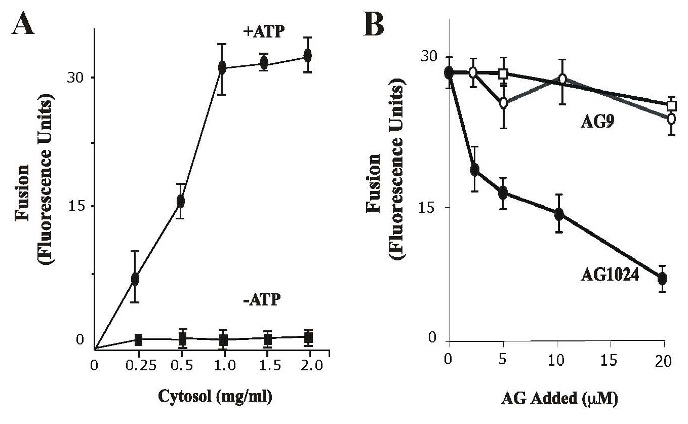 A
+ATP
30
15
0
-ATP
0 0.25 0.5 1.0 1.5 2.0
Cytosol (mg/ml)
Fusion
(Fluorescence Units)
B
30
15
0
AG9
AG1024
0 5 10 15 20
AG Added (μM)
Fusion
(Fluorescence Units)